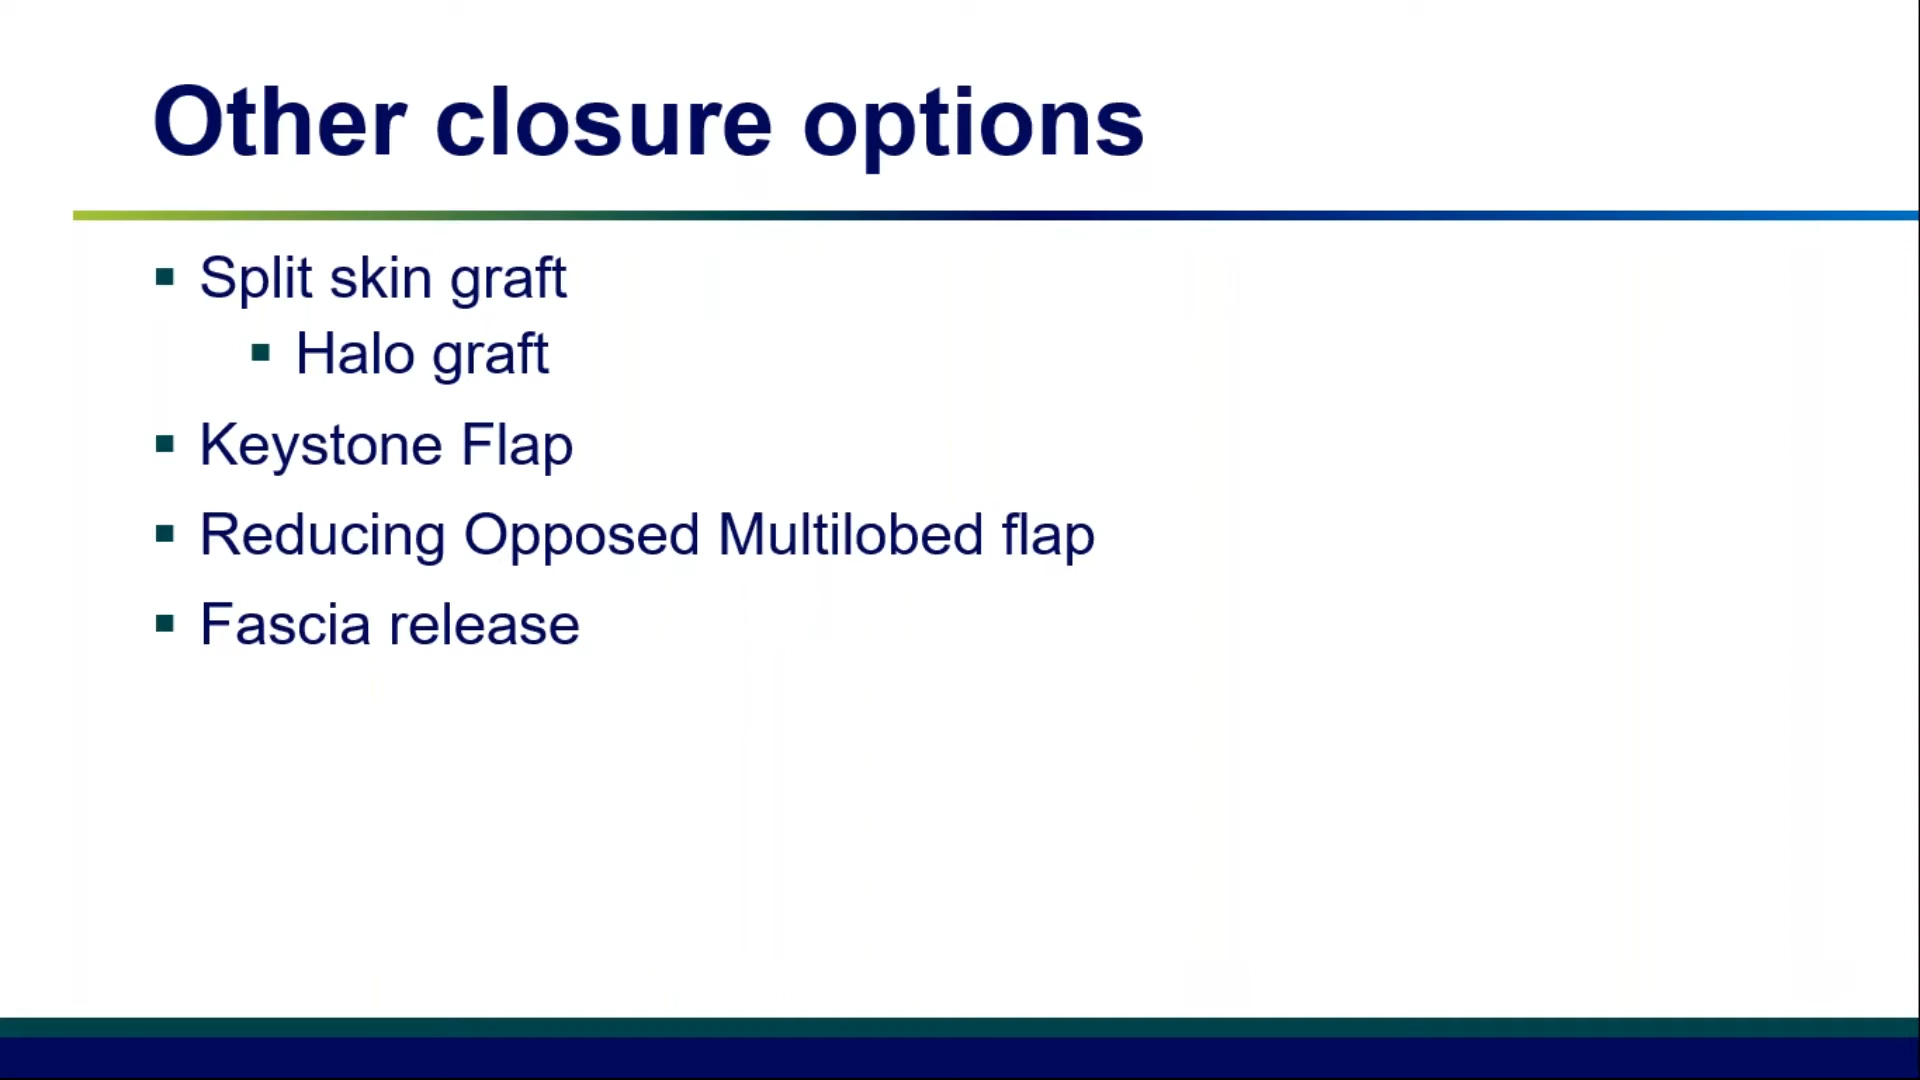 Other closure options
Split skin graft
Halo graft
Keystone Flap
Reducing Opposed Multilobed flap
Fascia release